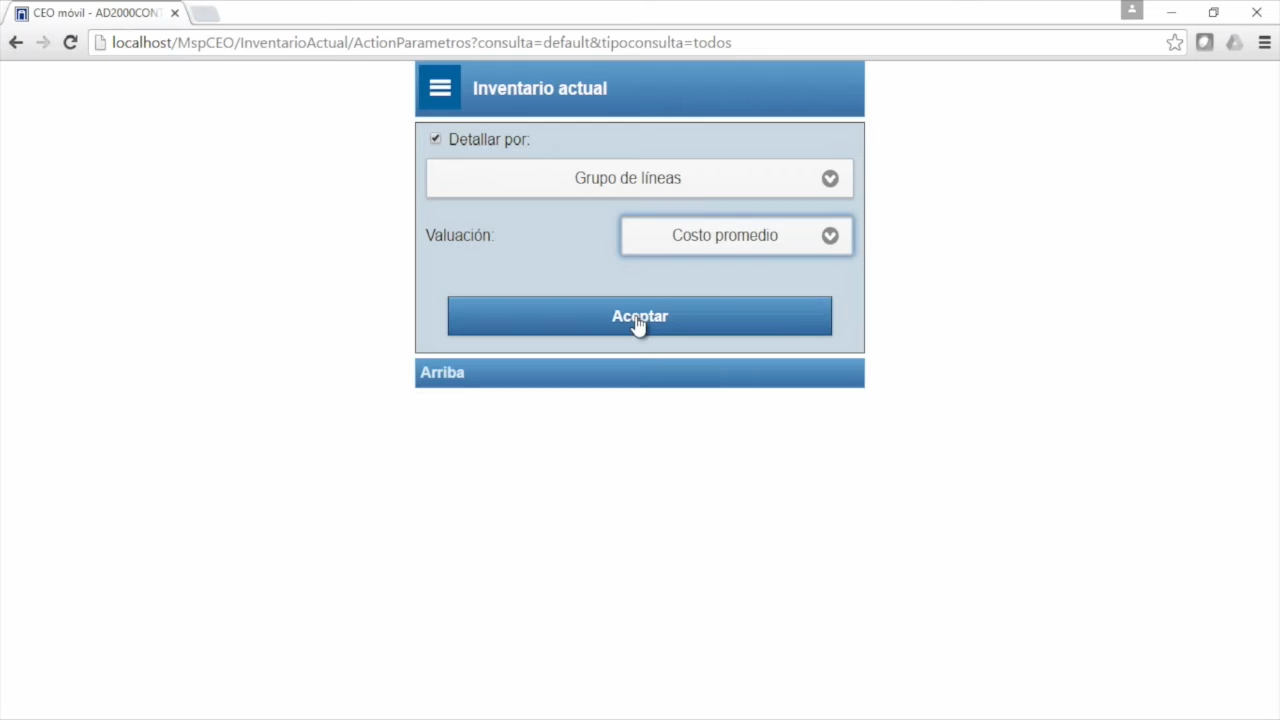 CEO móvil - AD2000CONT
localhost/MspCEO/InventarioActual/ActionParametros?consulta=default&tipoconsulta=todos
Inventario actual
Detallar por:
Grupo de líneas
Valuación:
Costo promedio
Aceptar
Arriba